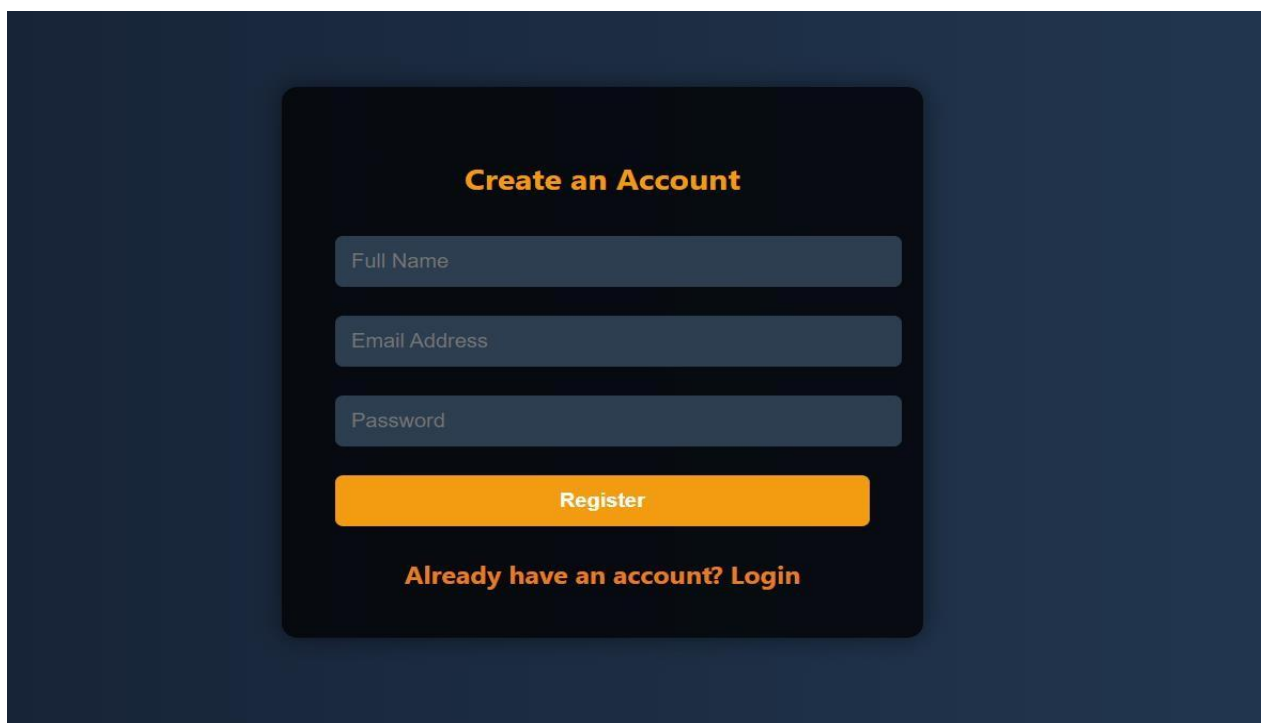 Create an Account
Full Name
Email Address
Password
Register
Already have an account? Login